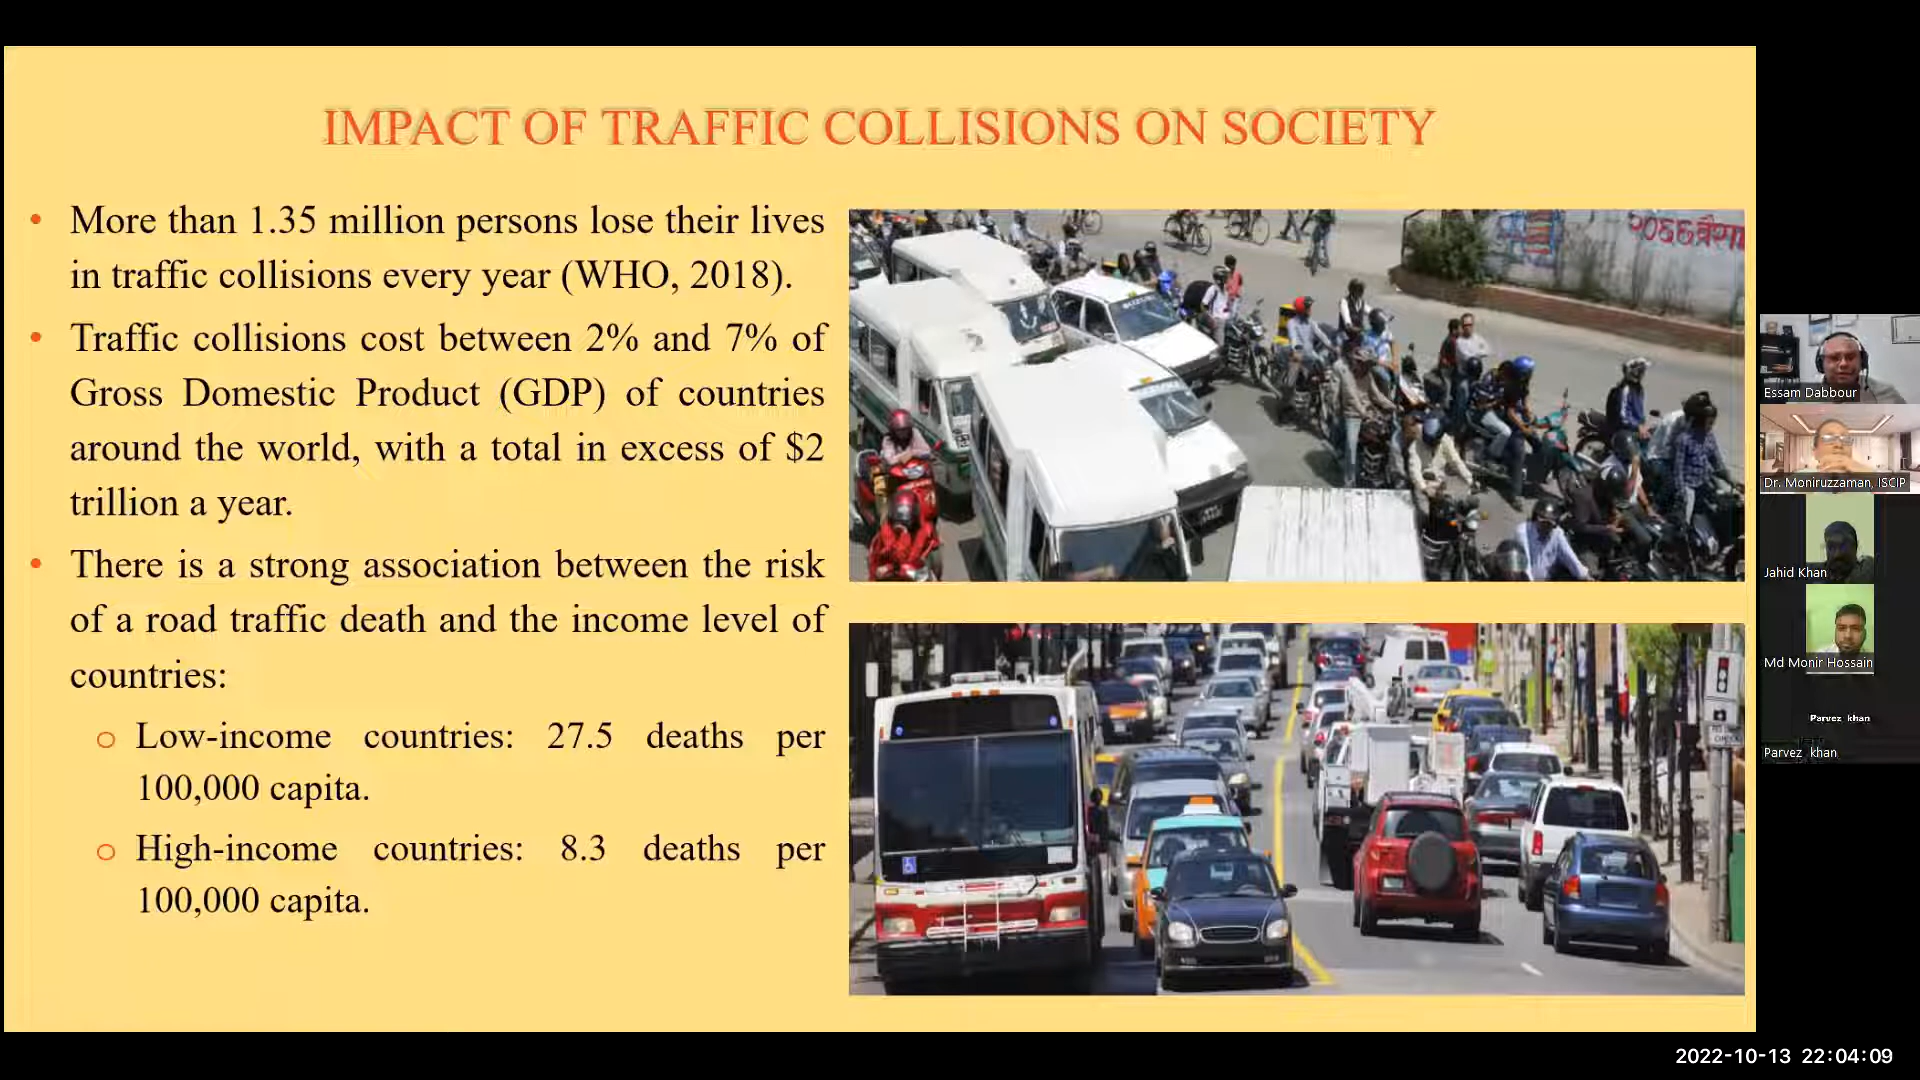 IMPACT OF TRAFFIC COLLISIONS ON SOCIETY
• More than 1.35 million persons lose their lives
in traffic collisions every year (WHO, 2018).
• Traffic collisions cost between 2% and 7% of
Gross Domestic Product (GDP) of countries
around the world, with a total in excess of $2
trillion a year.
• There is a strong association between the risk
of a road traffic death and the income level of
countries:
o Low-income countries: 27.5 deaths per
100,000 capita.
o High-income countries: 8.3 deaths per
100,000 capita.
Essam Dabbour
Dr. Moniruzzaman, ISCIP
Jahid Khan
Md Monir Hossain
Parvez khan
Parvez khan
2022-10-13 22:04:09